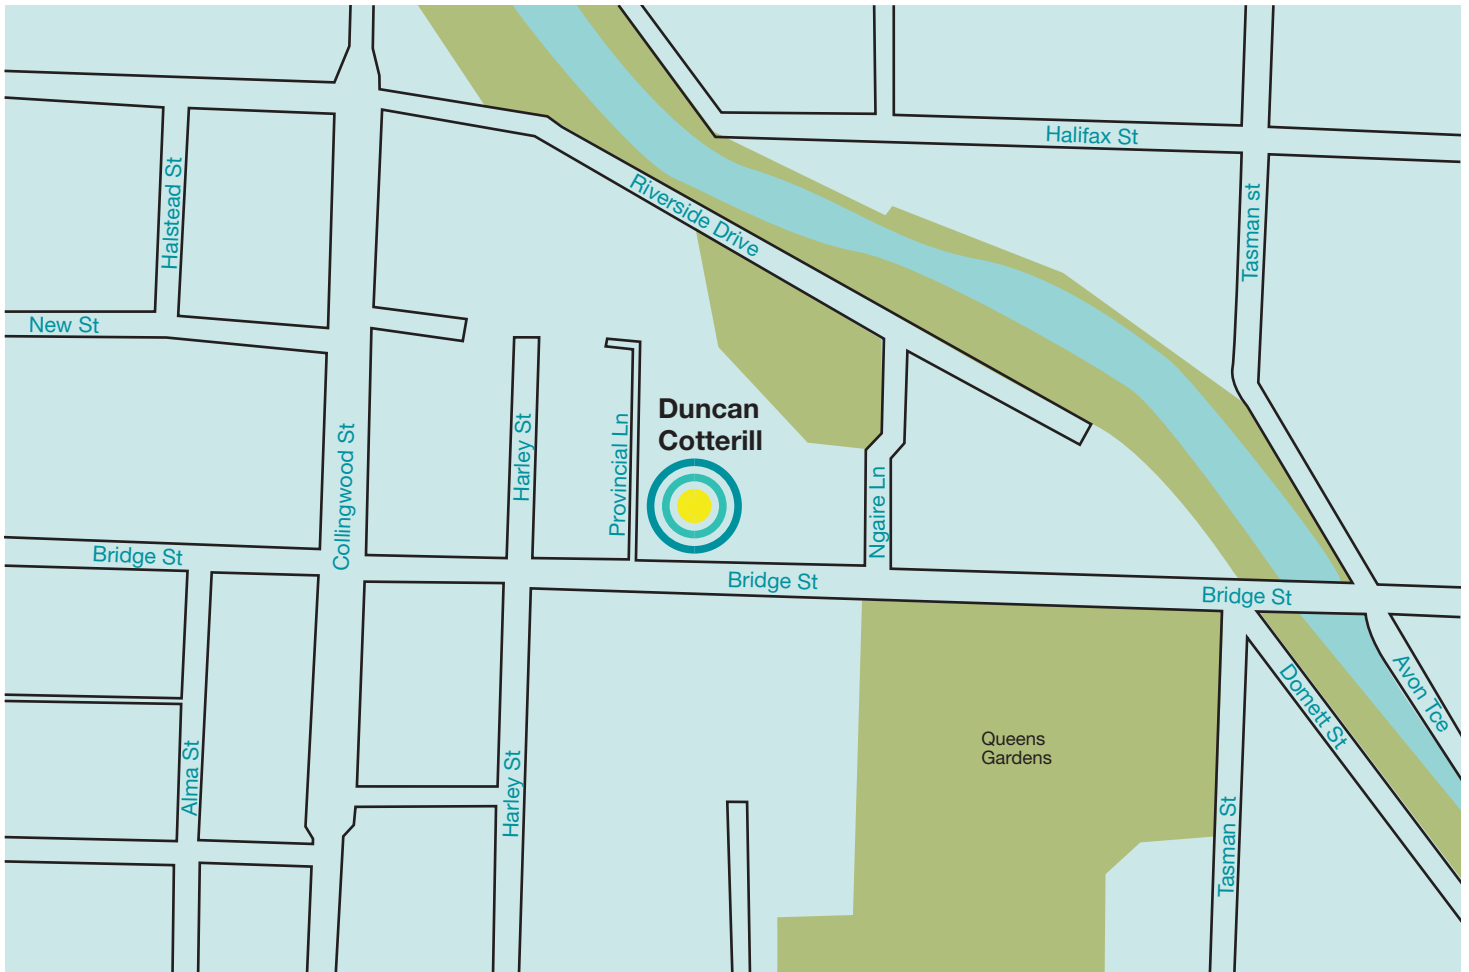 Halifax St
Halstead St
Riverside Drive
Tasman st
New St
Duncan
Cotterill
Harley St
Provincial Ln
Collingwood St
Ngaire Ln
Bridge St
Bridge St
Bridge St
Avon Tce
Domett St
Queens
Gardens
Alma St
Harley St
Tasman St